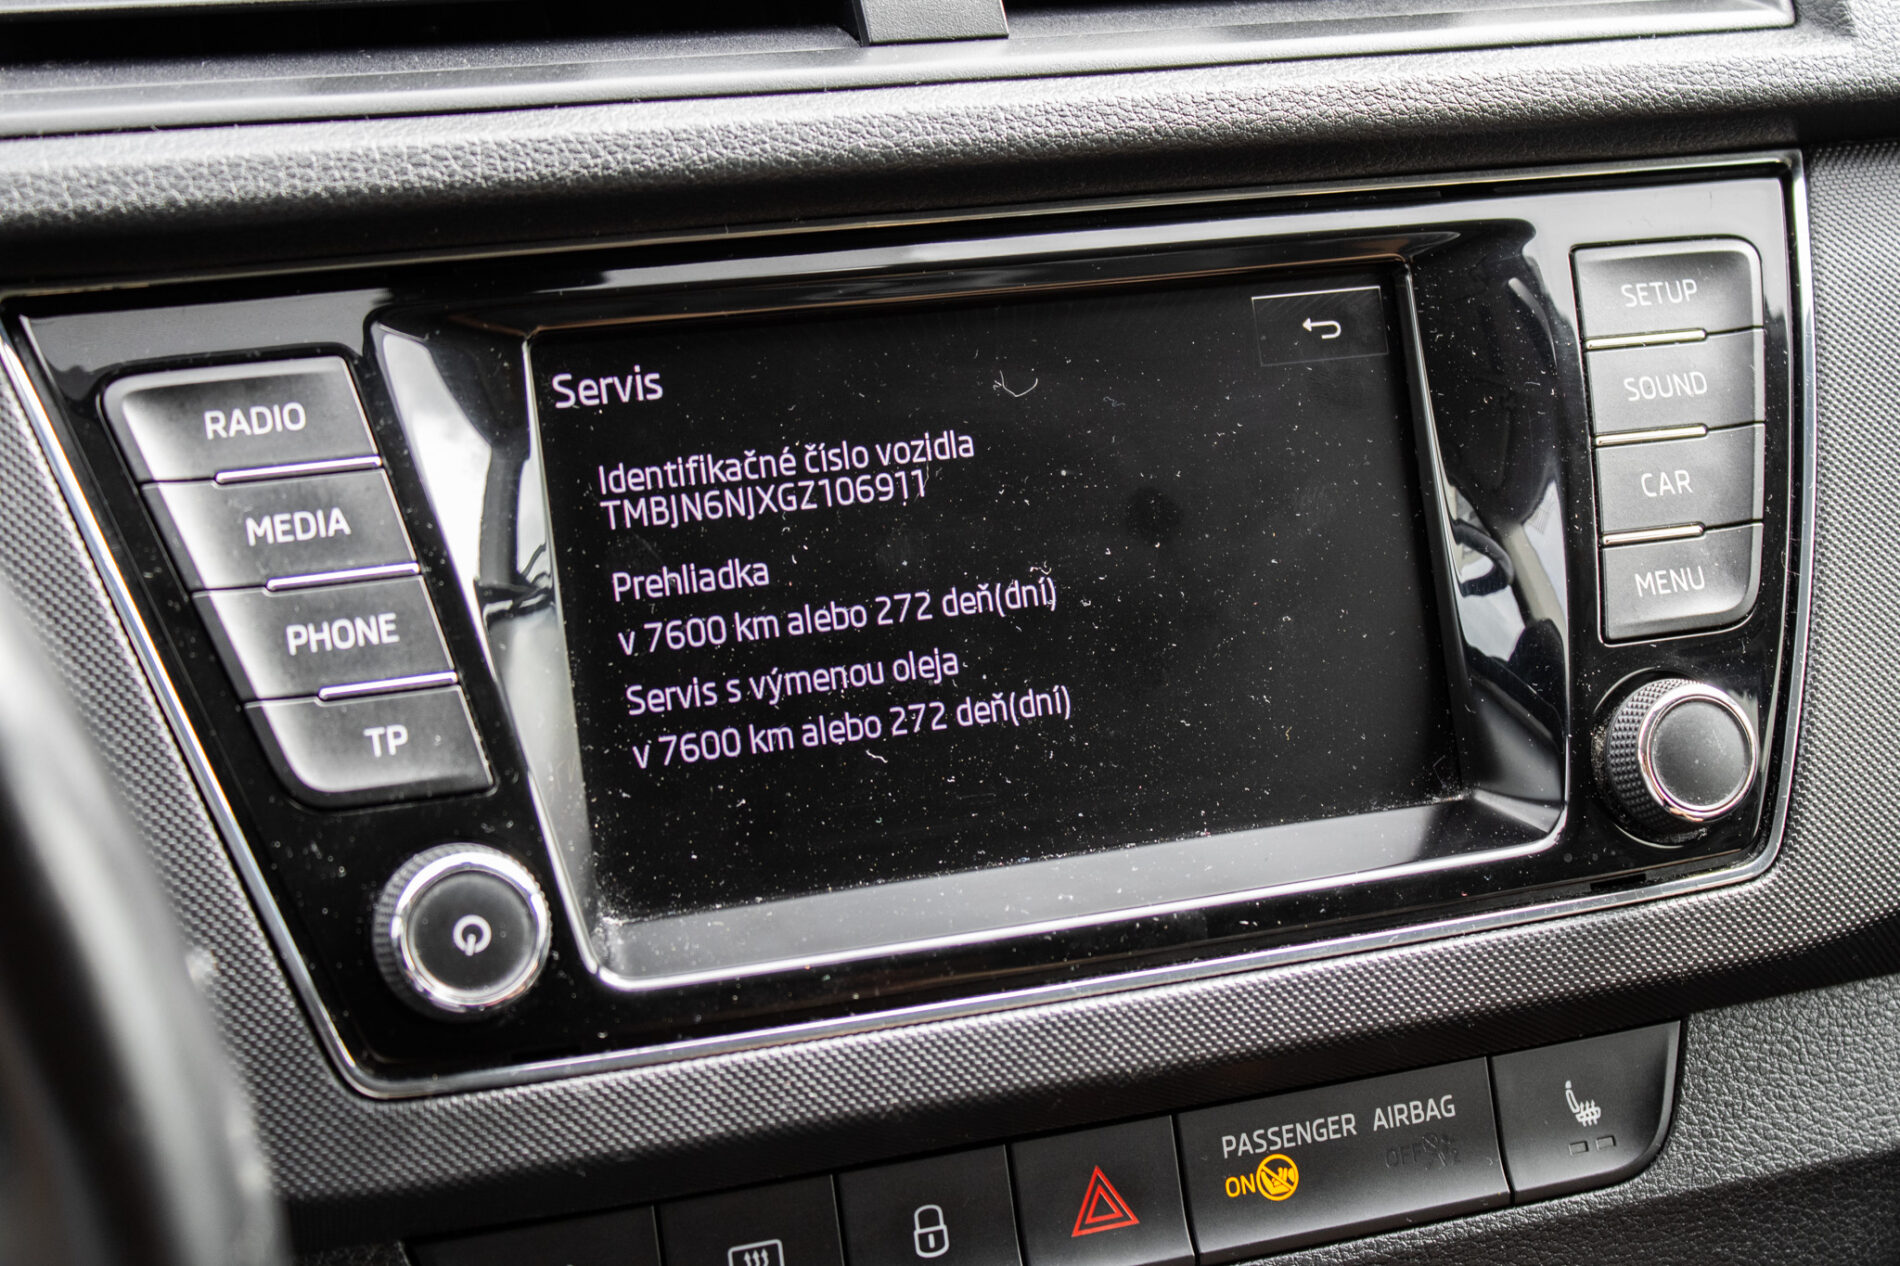 RADIO
MEDIA
PHONE
TP
Servis
Identifikačné číslo vozidla
TMBJN6NJXGZ106911
Prehliadka
v 7600 km alebo 272 deň(dní)
Servis s výmenou oleja
v 7600 km alebo 272 deň(dní)
SETUP
SOUND
CAR
MENU
PASSENGER AIRBAG
ON
OFF